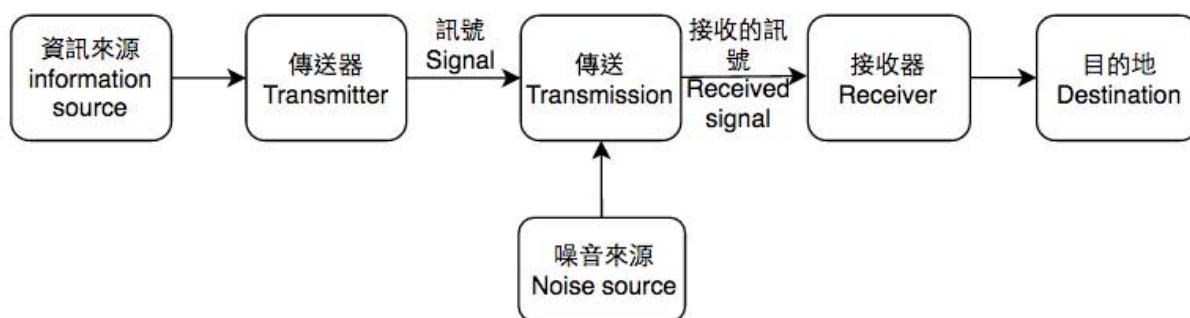 資訊來源
information
source
傳送器
Transmitter
訊號
Signal
傳送
Transmission
接收的訊
號
Received
signal
接收器
Receiver
目的地
Destination
噪音來源
Noise source